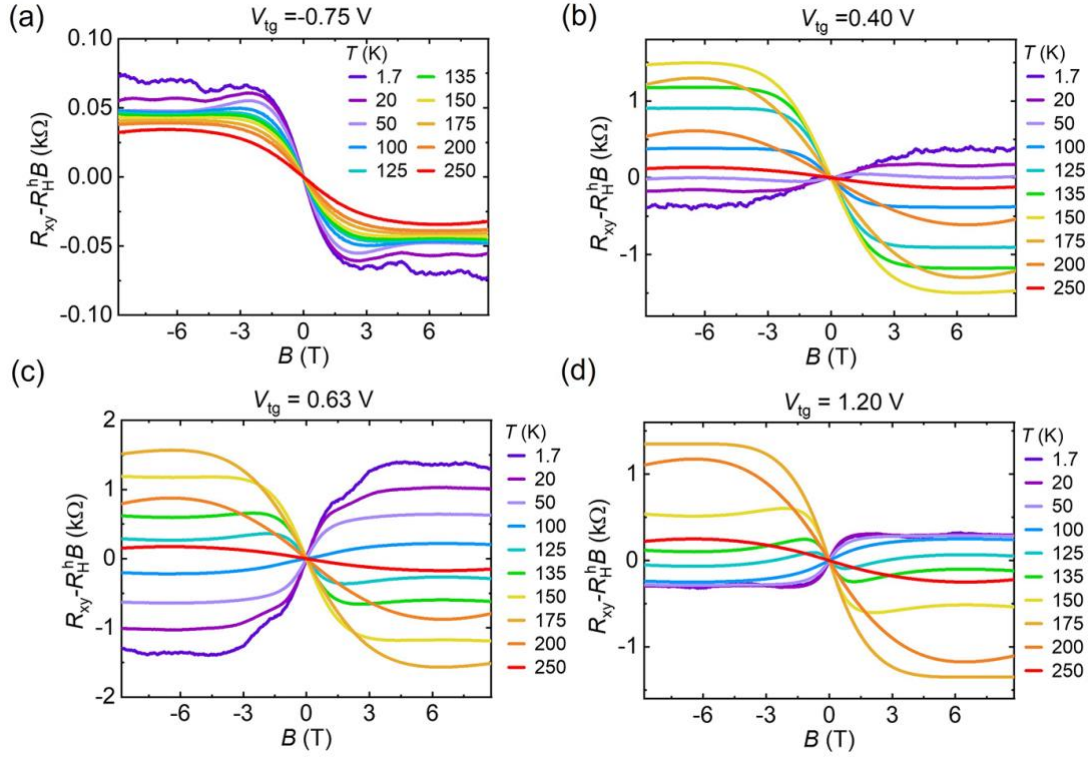 (a)
V_tg =-0.75 V
T (K)
1.7 135
20 150
50 175
100 200
125 250
0.10
0.05
0.00
-0.05
-0.10
R_xy-R_H^h B (kΩ)
-6 -3 0 3 6
B (T)
(b)
V_tg =0.40 V
T (K)
1.7
20
50
100
125
135
150
175
200
250
1
0
-1
R_xy-R_H^h B (kΩ)
-6 -3 0 3 6
B (T)
(c)
V_tg = 0.63 V
T (K)
1.7
20
50
100
125
135
150
175
200
250
2
1
0
-1
-2
R_xy-R_H^h B (kΩ)
-6 -3 0 3 6
B (T)
(d)
V_tg = 1.20 V
T (K)
1.7
20
50
100
125
135
150
175
200
250
1
0
-1
R_xy-R_H^h B (kΩ)
-6 -3 0 3 6
B (T)